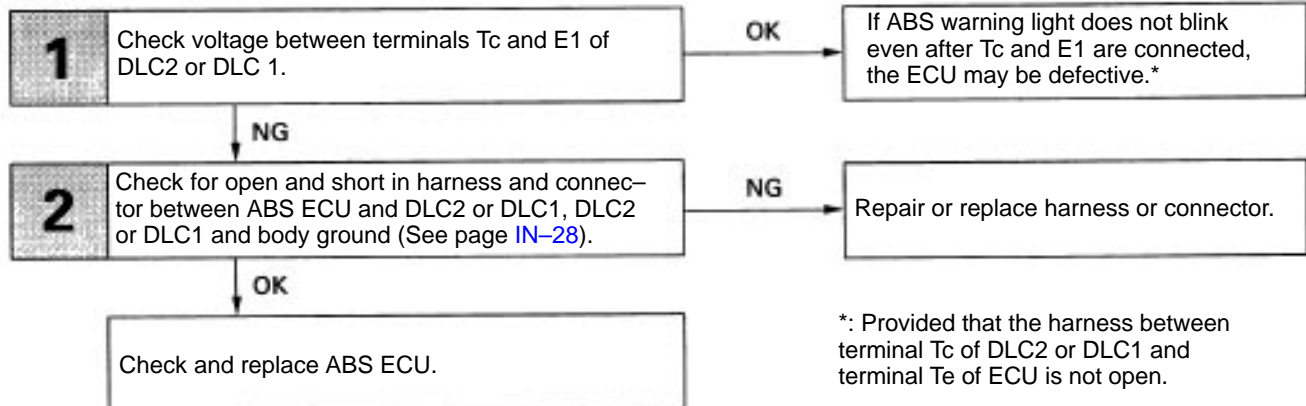 1
Check voltage between terminals Tc and E1 of
DLC2 or DLC 1.
OK
If ABS warning light does not blink
even after Tc and E1 are connected,
the ECU may be defective.*
NG
2
Check for open and short in harness and connec–
tor between ABS ECU and DLC2 or DLC1, DLC2
or DLC1 and body ground (See page IN–28).
NG
Repair or replace harness or connector.
OK
Check and replace ABS ECU.
*: Provided that the harness between
terminal Tc of DLC2 or DLC1 and
terminal Te of ECU is not open.